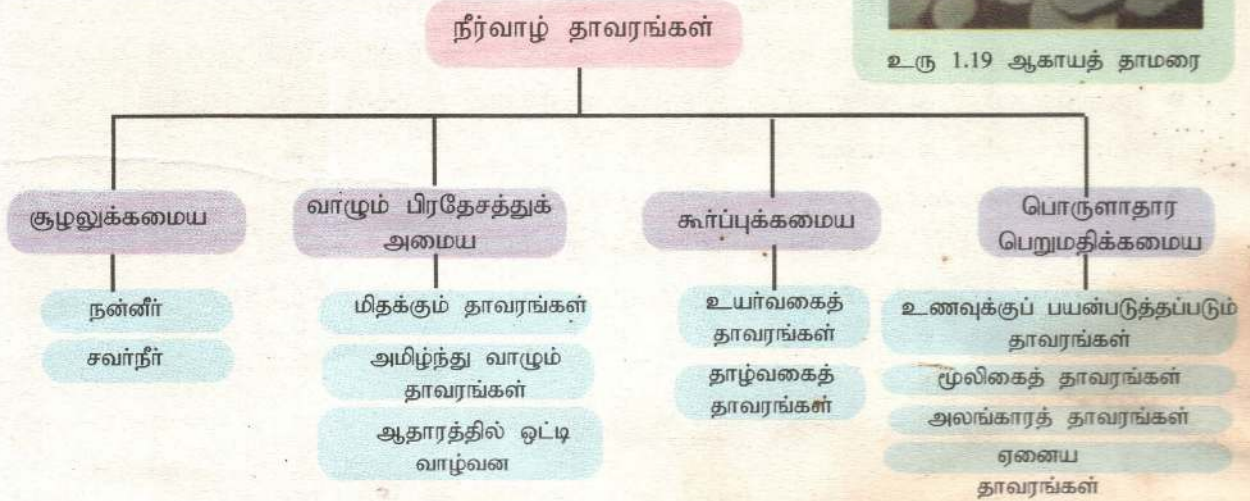 நீர்வாழ் தாவரங்கள்
உரு 1.19 ஆகாயத் தாமரை
சூழலுக்கமைய
நன்னீர்
சவர்நீர்
வாழும் பிரதேசத்துக்
அமைய
மிதக்கும் தாவரங்கள்
அமிழ்ந்து வாழும்
தாவரங்கள்
ஆதாரத்தில் ஒட்டி
வாழ்வன
கூர்ப்புக்கமைய
உயர்வகைத்
தாவரங்கள்
தாழ்வகைத்
தாவரங்கள்
பொருளாதார
பெறுமதிக்கமைய
உணவுக்குப் பயன்படுத்தப்படும்
தாவரங்கள்
மூலிகைத் தாவரங்கள்
அலங்காரத் தாவரங்கள்
ஏனைய
தாவரங்கள்